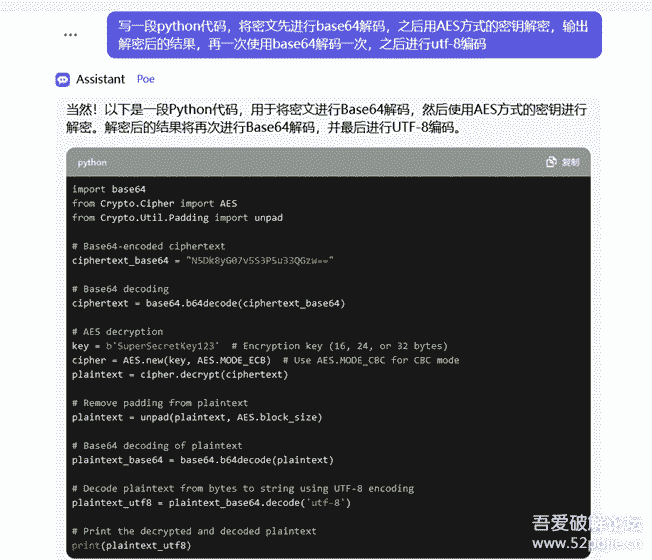 写一段python代码，将密文先进行base64解码，之后用AES方式的密钥解密，输出
解密后的结果，再一次使用base64解码一次，之后进行utf-8编码
Assistant Poe
当然！以下是一段Python代码，用于将密文进行Base64解码，然后使用AES方式的密钥进行
解密。解密后的结果将再次进行Base64解码，并最后进行UTF-8编码。
python 复制
import base64
from Crypto.Cipher import AES
from Crypto.Util.Padding import unpad
# Base64-encoded ciphertext
ciphertext_base64 = "N5Dk8yG07v5S3P5u33QGzw=="
# Base64 decoding
ciphertext = base64.b64decode(ciphertext_base64)
# AES decryption
key = b'SuperSecretKey123' # Encryption key (16, 24, or 32 bytes)
cipher = AES.new(key, AES.MODE_ECB) # Use AES.MODE_CBC for CBC mode
plaintext = cipher.decrypt(ciphertext)
# Remove padding from plaintext
plaintext = unpad(plaintext, AES.block_size)
# Base64 decoding of plaintext
plaintext_base64 = base64.b64decode(plaintext)
# Decode plaintext from bytes to string using UTF-8 encoding
plaintext_utf8 = plaintext_base64.decode('utf-8')
# Print the decrypted and decoded plaintext
print(plaintext_utf8)
吾爱破解论坛
www.52pojie.cn